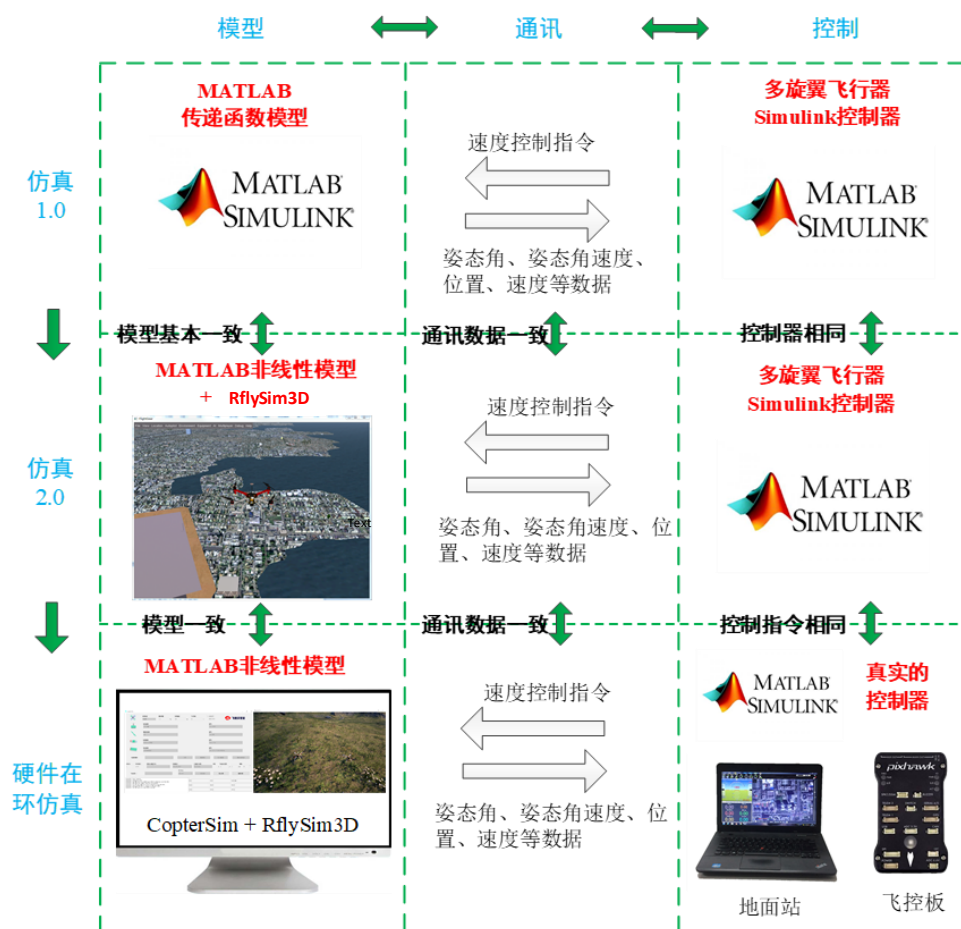 模型
通讯
控制
仿真
1.0
MATLAB
传递函数模型
MATLAB
SIMULINK®
速度控制指令
姿态角、姿态角速度、
位置、速度等数据
多旋翼飞行器
Simulink控制器
MATLAB
SIMULINK®
模型基本一致
通讯数据一致
控制器相同
仿真
2.0
MATLAB非线性模型
+ RflySim3D
Text
速度控制指令
姿态角、姿态角速度、位
置、速度等数据
多旋翼飞行器
Simulink控制器
MATLAB
SIMULINK®
模型一致
通讯数据一致
控制指令相同
硬件在
环仿真
MATLAB非线性模型
CopterSim + RflySim3D
速度控制指令
姿态角、姿态角速度、位
置、速度等数据
MATLAB
SIMULINK®
真实的
控制器
pixhawk
地面站
飞控板